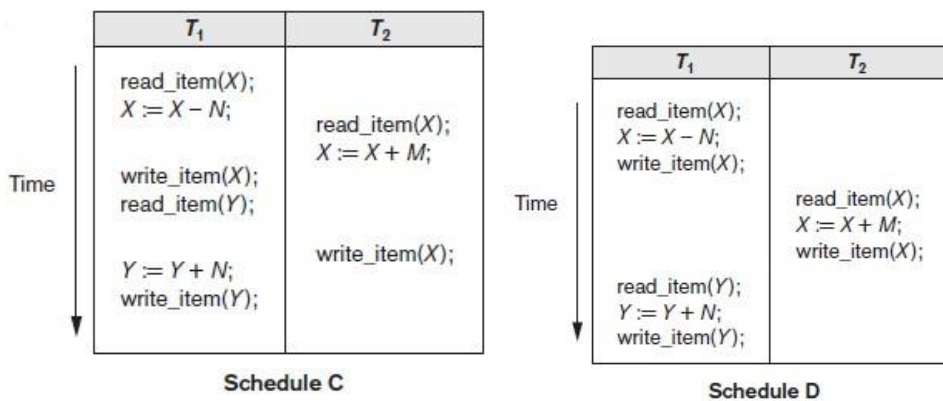 T₁ T₂
Time
read_item(X);
X := X – N;
read_item(X);
X := X + M;
write_item(X);
read_item(Y);
write_item(X);
Y := Y + N;
write_item(Y);
Schedule C
T₁ T₂
Time
read_item(X);
X := X – N;
write_item(X);
read_item(X);
X := X + M;
write_item(X);
read_item(Y);
Y := Y + N;
write_item(Y);
Schedule D